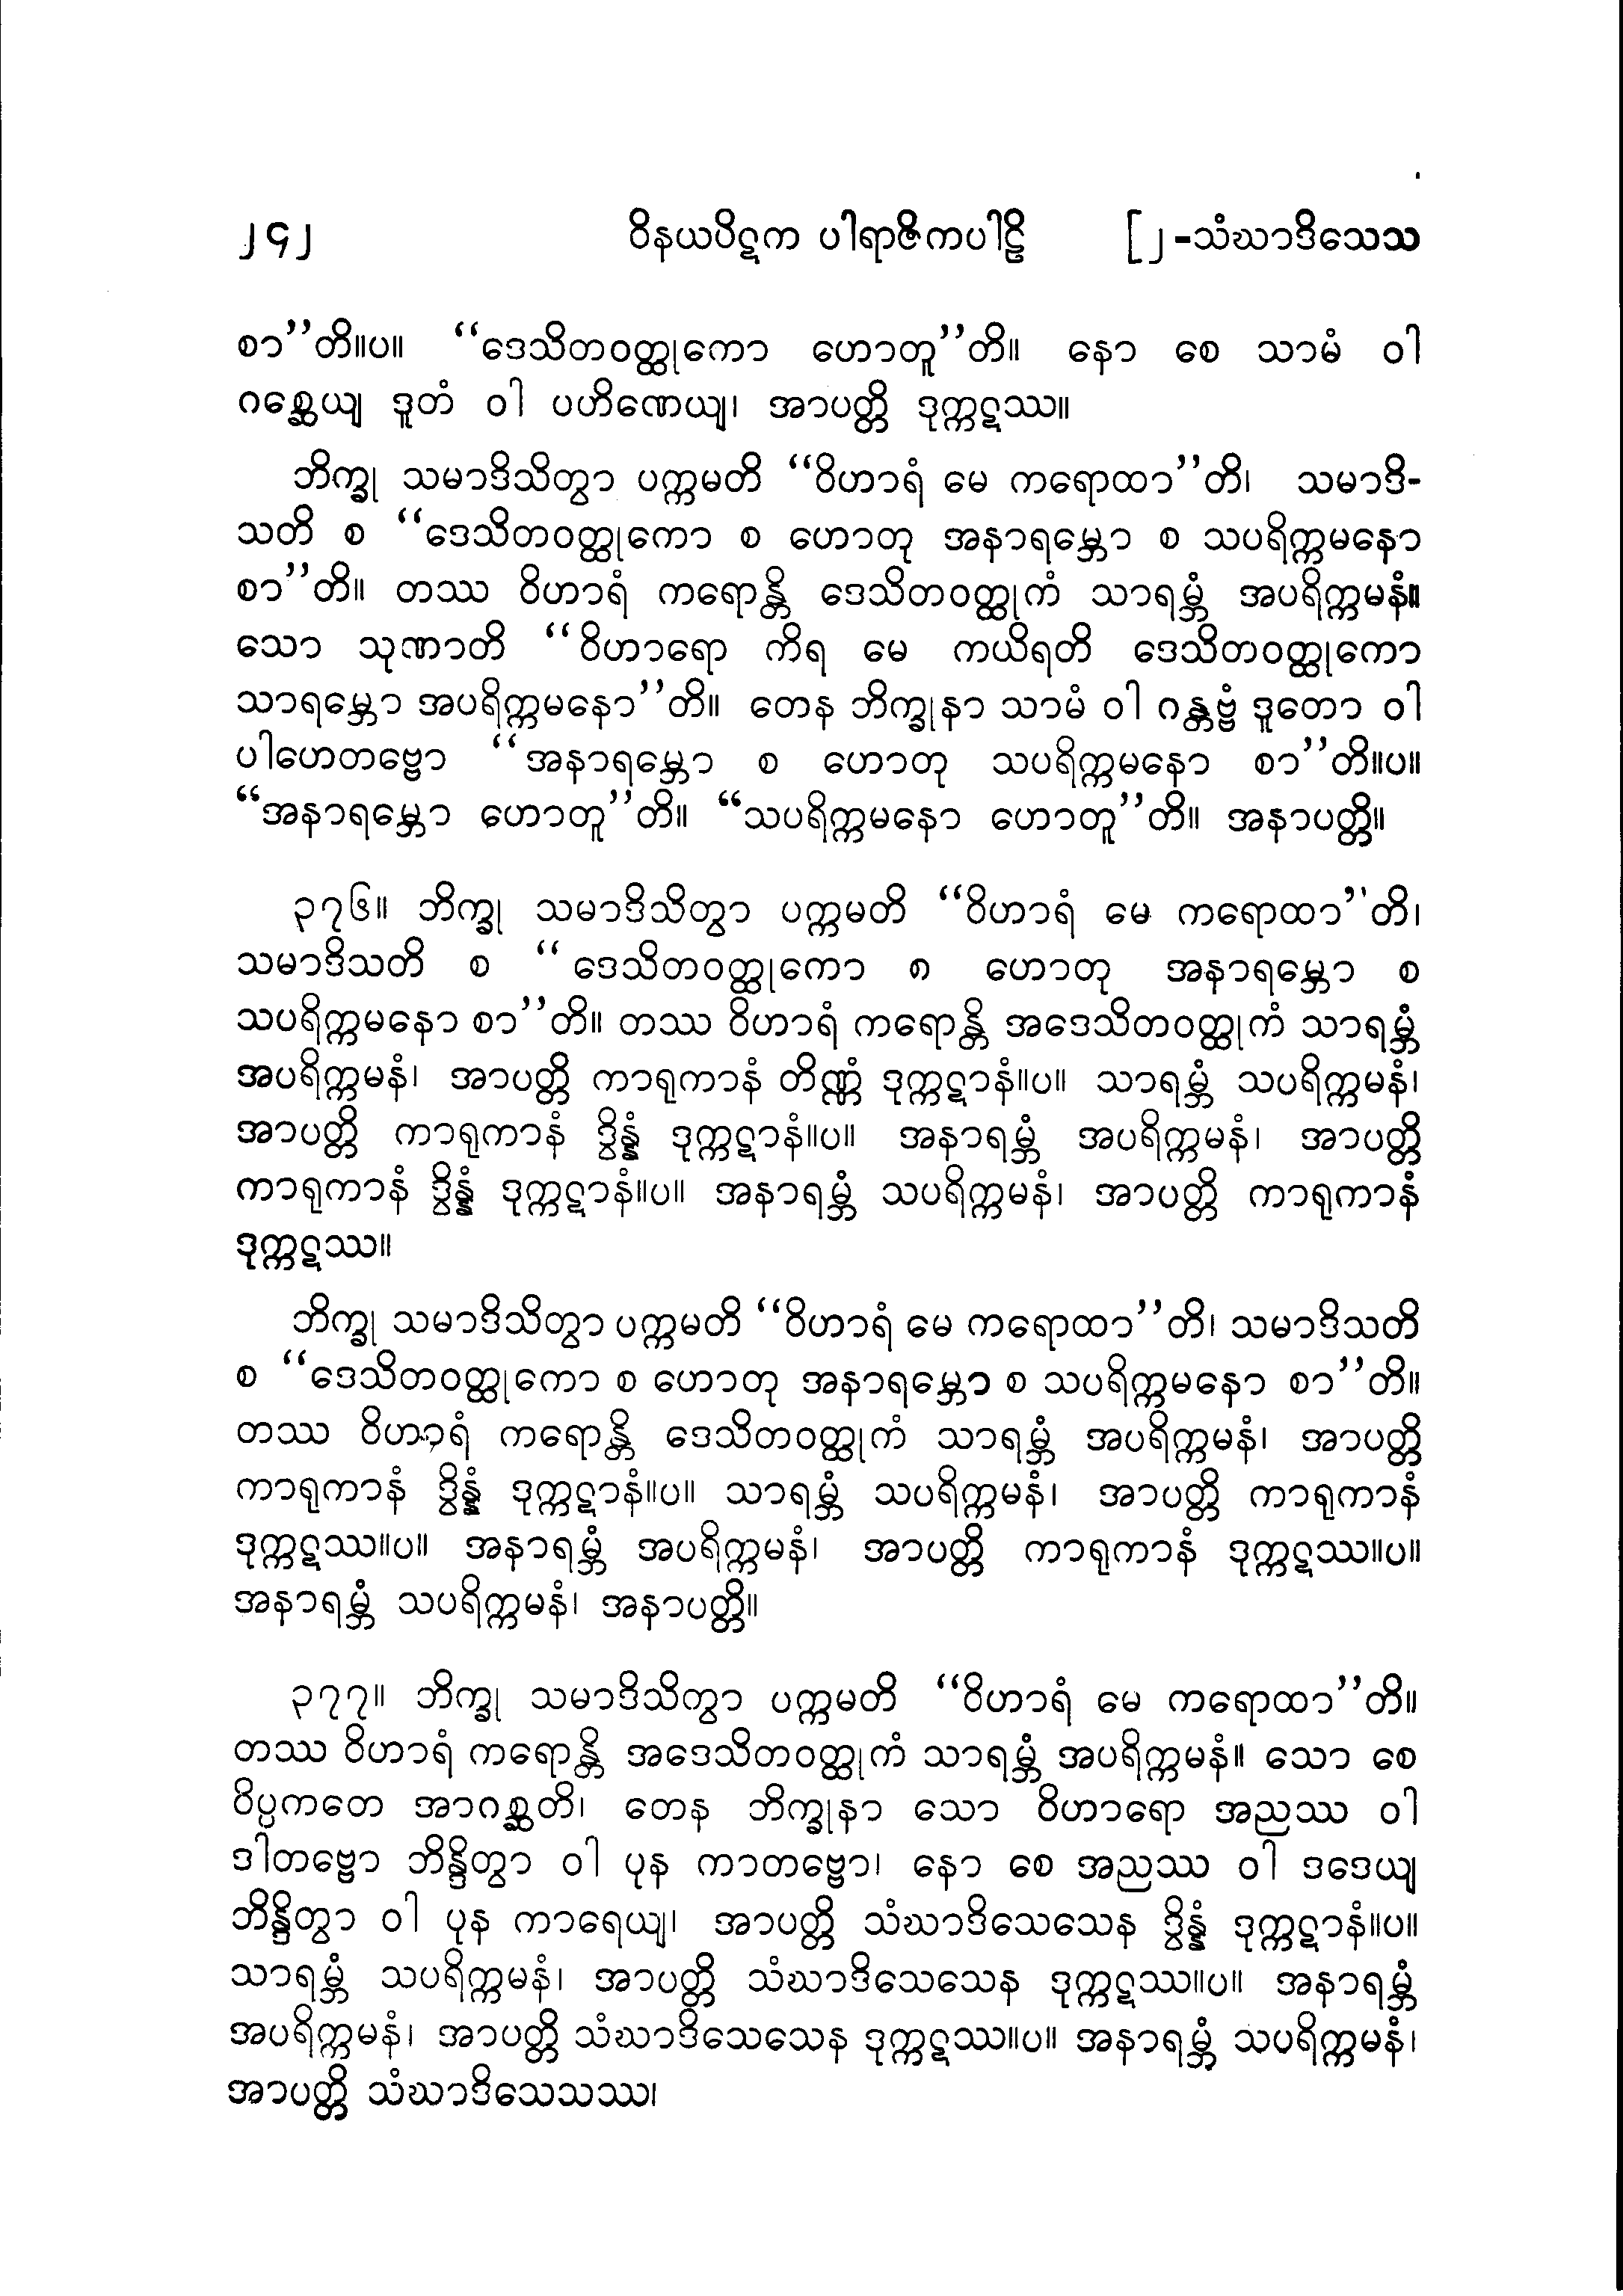 ၂၄၂ ဝိနယပိဋက ပါရာဇိကပါဠိ [၂-သံဃာဒိသေသ
စာ’’တိ။ပ။ ‘‘ဒေသိတဝတ္ထုကော ဟောတူ’’တိ။ နော စေ သာမံ ဝါ
ဂစ္ဆေယျ ဒူတံ ဝါ ပဟိဏေယျ၊ အာပတ္တိ ဒုက္ကဋဿ။
ဘိက္ခု သမာဒိသိတွာ ပက္ကမတိ ‘‘ဝိဟာရံ မေ ကရောထာ’’တိ၊ သမာဒိ-
သတိ စ ‘‘ဒေသိတဝတ္ထုကော စ ဟောတု အနာရမ္ဘော စ သပရိက္ကမနော
စာ’’တိ။ တဿ ဝိဟာရံ ကရောန္တိ ဒေသိတဝတ္ထုကံ သာရမ္ဘံ အပရိက္ကမနံ။
သော သုဏာတိ ‘‘ဝိဟာရော ကိရ မေ ကယိရတိ ဒေသိတဝတ္ထုကော
သာရမ္ဘော အပရိက္ကမနော’’တိ။ တေန ဘိက္ခုနာ သာမံ ဝါ ဂန္တဗ္ဗံ ဒူတော ဝါ
ပါဟေတဗ္ဗော ‘‘အနာရမ္ဘော စ ဟောတု သပရိက္ကမနော စာ’’တိ။ပ။
‘‘အနာရမ္ဘော ဟောတူ’’တိ။ ‘‘သပရိက္ကမနော ဟောတူ’’တိ။ အနာပတ္တိ။
၃၇၆။ ဘိက္ခု သမာဒိသိတွာ ပက္ကမတိ ‘‘ဝိဟာရံ မေ ကရောထာ’’တိ၊
သမာဒိသတိ စ ‘‘ဒေသိတဝတ္ထုကော စ ဟောတု အနာရမ္ဘော စ
သပရိက္ကမနော စာ’’တိ။ တဿ ဝိဟာရံ ကရောန္တိ အဒေသိတဝတ္ထုကံ သာရမ္ဘံ
အပရိက္ကမနံ၊ အာပတ္တိ ကာရုကာနံ တိဏ္ဏံ ဒုက္ကဋာနံ။ပ။ သာရမ္ဘံ သပရိက္ကမနံ၊
အာပတ္တိ ကာရုကာနံ ဒွိန္နံ ဒုက္ကဋာနံ။ပ။ အနာရမ္ဘံ အပရိက္ကမနံ၊ အာပတ္တိ
ကာရုကာနံ ဒွိန္နံ ဒုက္ကဋာနံ။ပ။ အနာရမ္ဘံ သပရိက္ကမနံ၊ အာပတ္တိ ကာရုကာနံ
ဒုက္ကဋဿ။
ဘိက္ခု သမာဒိသိတွာ ပက္ကမတိ ‘‘ဝိဟာရံ မေ ကရောထာ’’တိ၊ သမာဒိသတိ
စ ‘‘ဒေသိတဝတ္ထုကော စ ဟောတု အနာရမ္ဘော စ သပရိက္ကမနော စာ’’တိ။
တဿ ဝိဟာရံ ကရောန္တိ ဒေသိတဝတ္ထုကံ သာရမ္ဘံ အပရိက္ကမနံ၊ အာပတ္တိ
ကာရုကာနံ ဒွိန္နံ ဒုက္ကဋာနံ။ပ။ သာရမ္ဘံ သပရိက္ကမနံ၊ အာပတ္တိ ကာရုကာနံ
ဒုက္ကဋဿ။ပ။ အနာရမ္ဘံ အပရိက္ကမနံ၊ အာပတ္တိ ကာရုကာနံ ဒုက္ကဋဿ။ပ။
အနာရမ္ဘံ သပရိက္ကမနံ၊ အနာပတ္တိ။
၃၇၇။ ဘိက္ခု သမာဒိသိတွာ ပက္ကမတိ ‘‘ဝိဟာရံ မေ ကရောထာ’’တိ။
တဿ ဝိဟာရံ ကရောန္တိ အဒေသိတဝတ္ထုကံ သာရမ္ဘံ အပရိက္ကမနံ။ သော စေ
ဝိပ္ပကတေ အာဂစ္ဆတိ၊ တေန ဘိက္ခုနာ သော ဝိဟာရော အညဿ ဝါ
ဒါတဗ္ဗော ဘိန္ဒိတွာ ဝါ ပုန ကာတဗ္ဗော၊ နော စေ အညဿ ဝါ ဒဒေယျ
ဘိန္ဒိတွာ ဝါ ပုန ကာရေယျ၊ အာပတ္တိ သံဃာဒိသေသေန ဒွိန္နံ ဒုက္ကဋာနံ။ပ။
သာရမ္ဘံ သပရိက္ကမနံ၊ အာပတ္တိ သံဃာဒိသေသေန ဒုက္ကဋဿ။ပ။ အနာရမ္ဘံ
အပရိက္ကမနံ၊ အာပတ္တိ သံဃာဒိသေသေန ဒုက္ကဋဿ။ပ။ အနာရမ္ဘံ သပရိက္ကမနံ၊
အာပတ္တိ သံဃာဒိသေသဿ၊